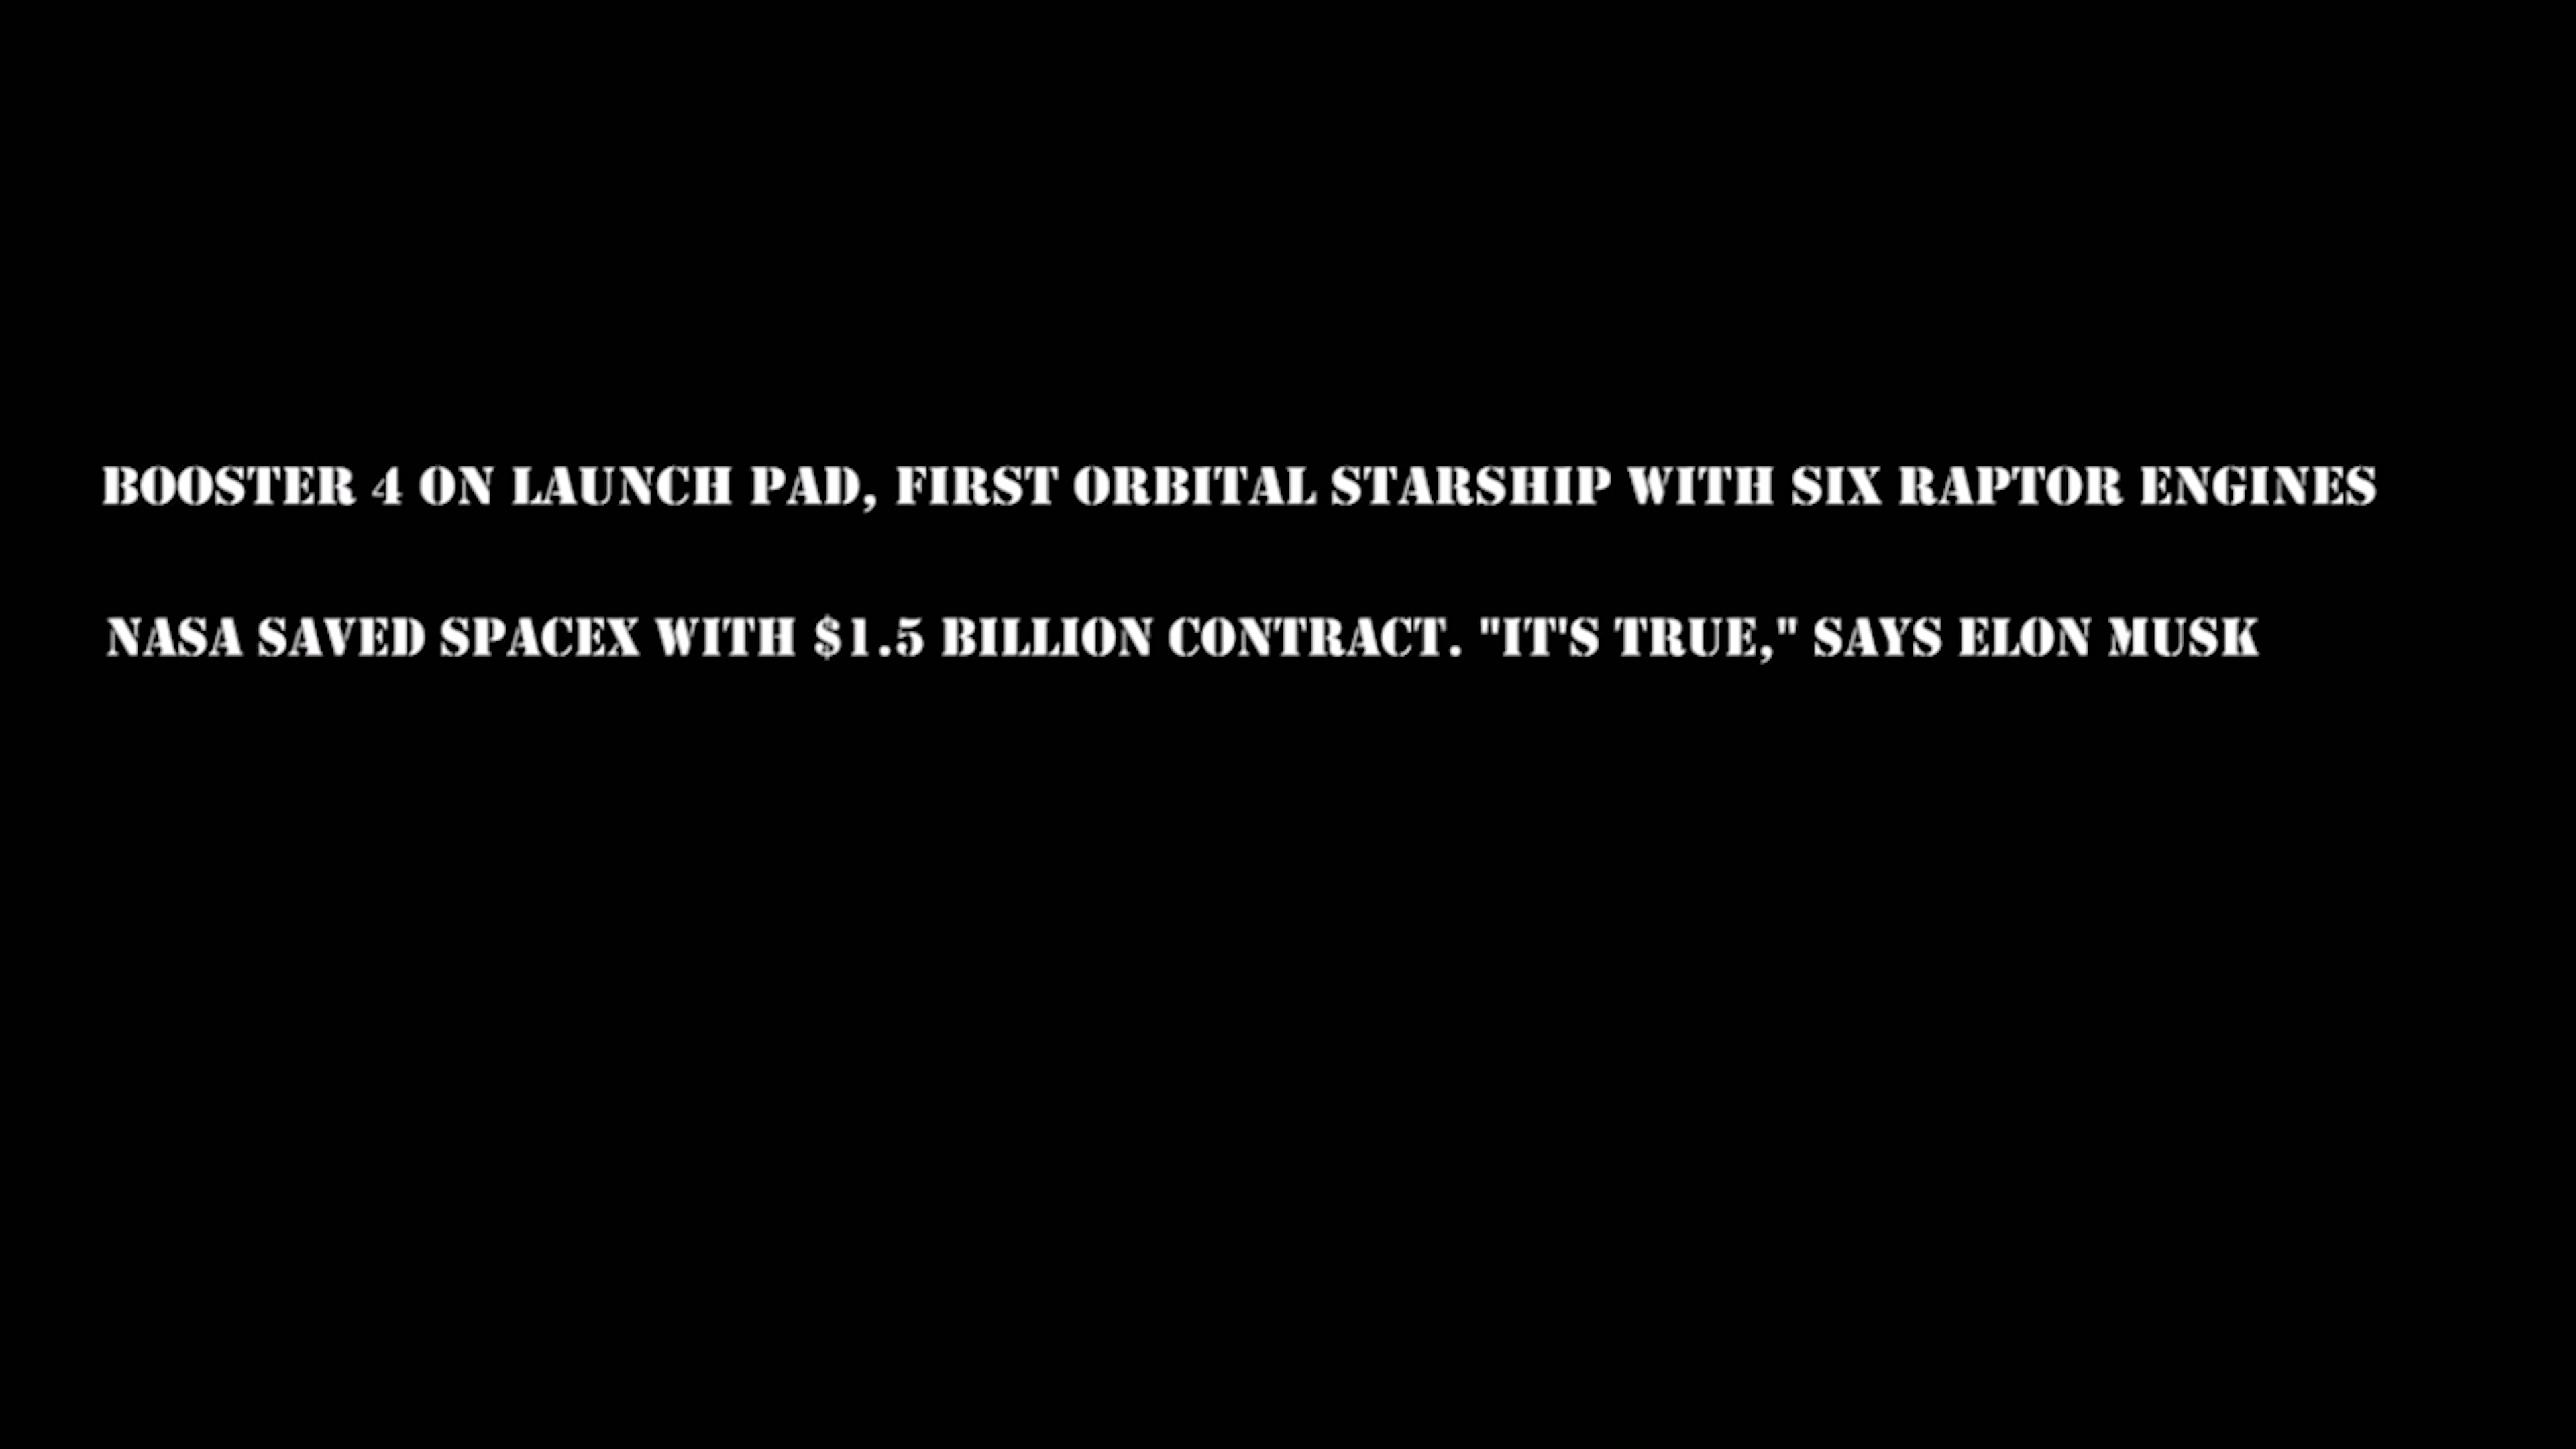 BOOSTER 4 ON LAUNCH PAD, FIRST ORBITAL STARSHIP WITH SIX RAPTOR ENGINES
NASA SAVED SPACEX WITH $1.5 BILLION CONTRACT. "IT'S TRUE," SAYS ELON MUSK